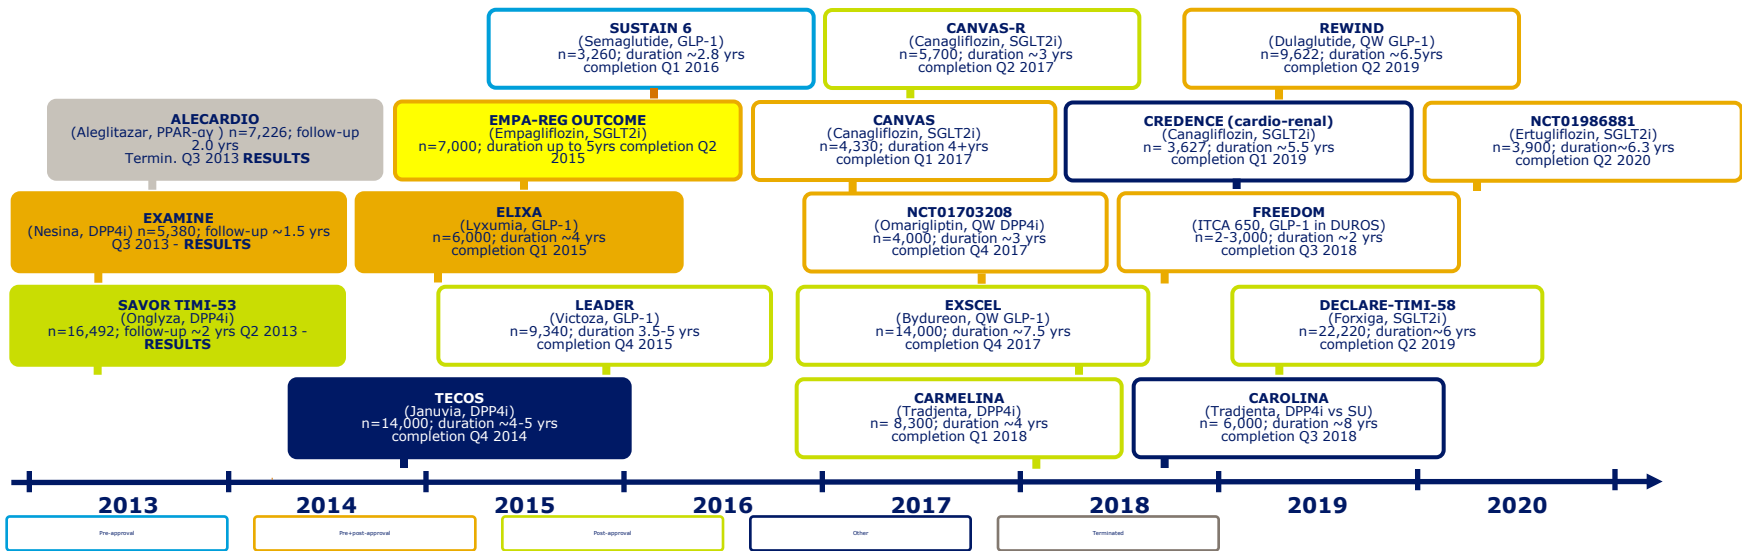 SUSTAIN 6
(Semaglutide, GLP-1)
n=3,260; duration ~2.8 yrs
completion Q1 2016
CANVAS-R
(Canagliflozin, SGLT2i)
n=5,700; duration ~3 yrs
completion Q2 2017
REWIND
(Dulaglutide, QW GLP-1)
n=9,622; duration ~6.5yrs
completion Q2 2019
ALECARDIO
(Aleglitazar, PPAR-αγ ) n=7,226; follow-up
2.0 yrs
Termin. Q3 2013 RESULTS
EMPA-REG OUTCOME
(Empagliflozin, SGLT2i)
n=7,000; duration up to 5yrs completion Q2
2015
CANVAS
(Canagliflozin, SGLT2i)
n=4,330; duration 4+yrs
completion Q1 2017
CREDENCE (cardio-renal)
(Canagliflozin, SGLT2i)
n= 3,627; duration ~5.5 yrs
completion Q1 2019
NCT01986881
(Ertugliflozin, SGLT2i)
n=3,900; duration~6.3 yrs
completion Q2 2020
EXAMINE
(Nesina, DPP4i) n=5,380; follow-up ~1.5 yrs
Q3 2013 - RESULTS
ELIXA
(Lyxumia, GLP-1)
n=6,000; duration ~4 yrs
completion Q1 2015
NCT01703208
(Omarigliptin, QW DPP4i)
n=4,000; duration ~3 yrs
completion Q4 2017
FREEDOM
(ITCA 650, GLP-1 in DUROS)
n=2-3,000; duration ~2 yrs
completion Q3 2018
SAVOR TIMI-53
(Onglyza, DPP4i)
n=16,492; follow-up ~2 yrs Q2 2013 -
RESULTS
LEADER
(Victoza, GLP-1)
n=9,340; duration 3.5-5 yrs
completion Q4 2015
EXSCEL
(Bydureon, QW GLP-1)
n=14,000; duration ~7.5 yrs
completion Q4 2017
DECLARE-TIMI-58
(Forxiga, SGLT2i)
n=22,220; duration~6 yrs
completion Q2 2019
TECOS
(Januvia, DPP4i)
n=14,000; duration ~4-5 yrs
completion Q4 2014
CARMELINA
(Tradjenta, DPP4i)
n= 8,300; duration ~4 yrs
completion Q1 2018
CAROLINA
(Tradjenta, DPP4i vs SU)
n= 6,000; duration ~8 yrs
completion Q3 2018
2013 2014 2015 2016 2017 2018 2019 2020
Pre-approval Pre+post-approval Post-approval Other Terminated